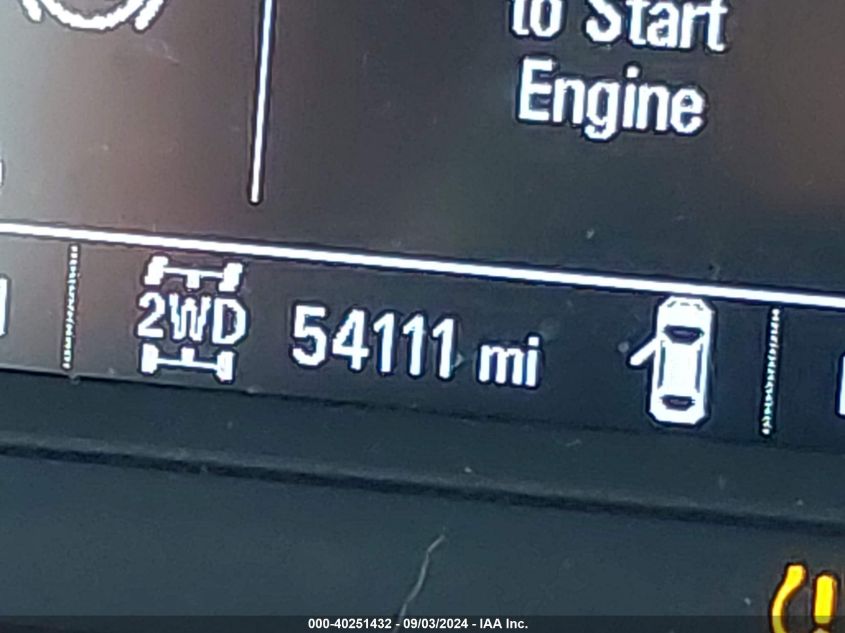 to Start
Engine
2WD 54111 mi
000-40251432 - 09/03/2024 - IAA Inc.